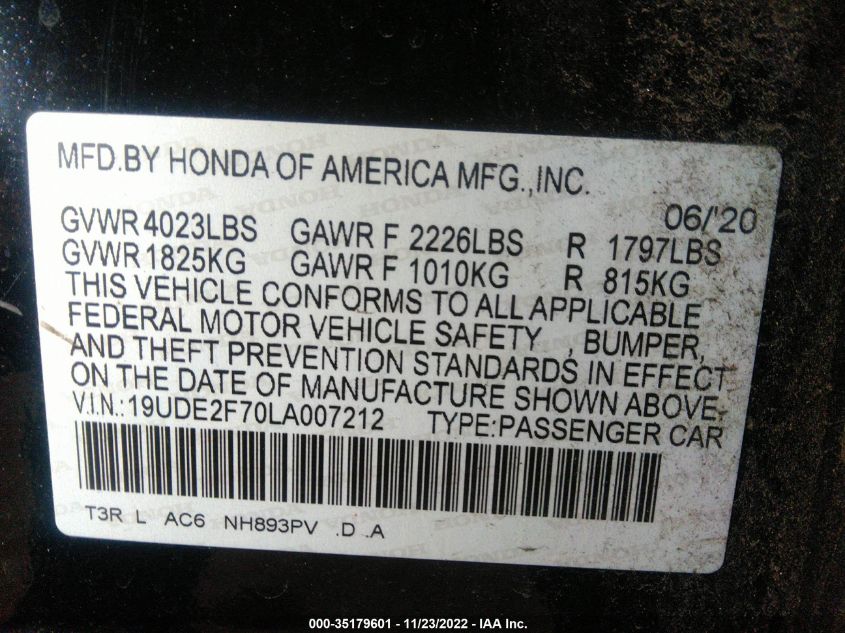 MFD.BY HONDA OF AMERICA MFG.,INC.
06/'20
GVWR 4023LBS GAWR F 2226LBS R 1797LBS
GVWR 1825KG GAWR F 1010KG R 815KG
THIS VEHICLE CONFORMS TO ALL APPLICABLE
FEDERAL MOTOR VEHICLE SAFETY , BUMPER,
AND THEFT PREVENTION STANDARDS IN EFFECT
ON THE DATE OF MANUFACTURE SHOWN ABOVE.
V.I.N.:19UDE2F70LA007212 TYPE:PASSENGER CAR
T3R L AC6 NH893PV .D .A
000-35179601 - 11/23/2022 - IAA Inc.